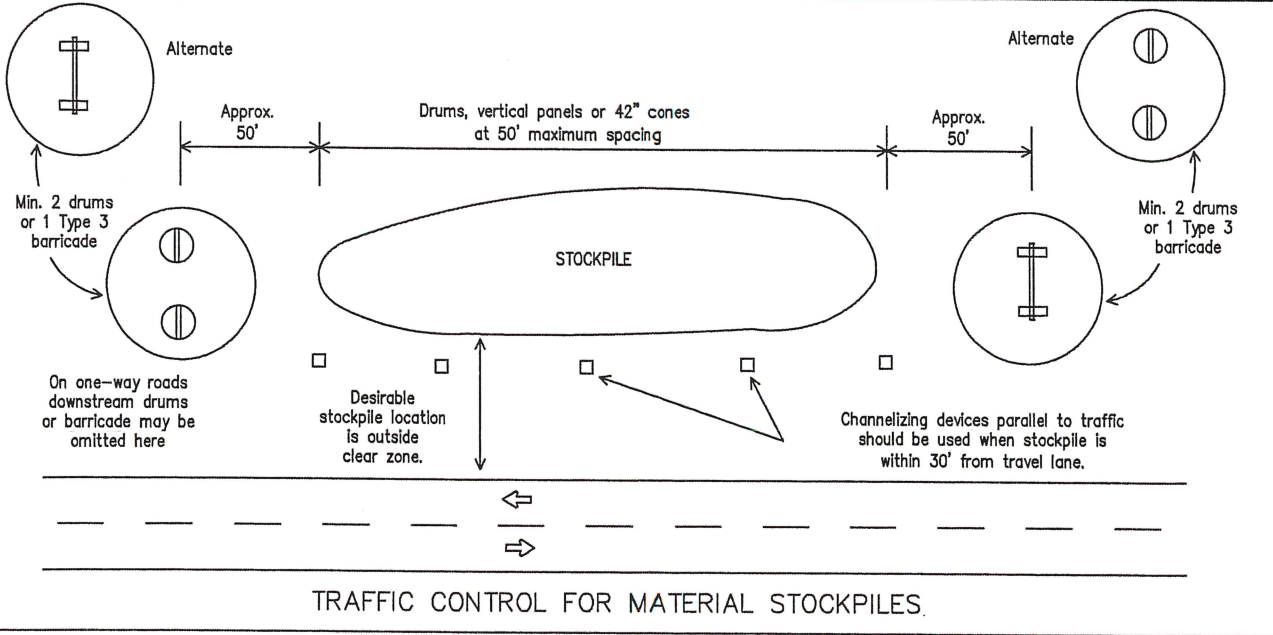 Alternate
Approx.
50'
Drums, vertical panels or 42" cones
at 50' maximum spacing
Approx.
50'
Alternate
Min. 2 drums
or 1 Type 3
barricade
STOCKPILE
Min. 2 drums
or 1 Type 3
barricade
On one-way roads
downstream drums
or barricade may be
omitted here
Desirable
stockpile location
is outside
clear zone.
Channelizing devices parallel to traffic
should be used when stockpile is
within 30' from travel lane.
TRAFFIC CONTROL FOR MATERIAL STOCKPILES